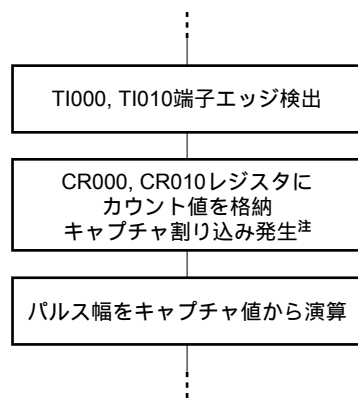 TI000, TI010端子エッジ検出
CR000, CR010レジスタに
カウント値を格納
キャプチャ割り込み発生注
パルス幅をキャプチャ値から演算